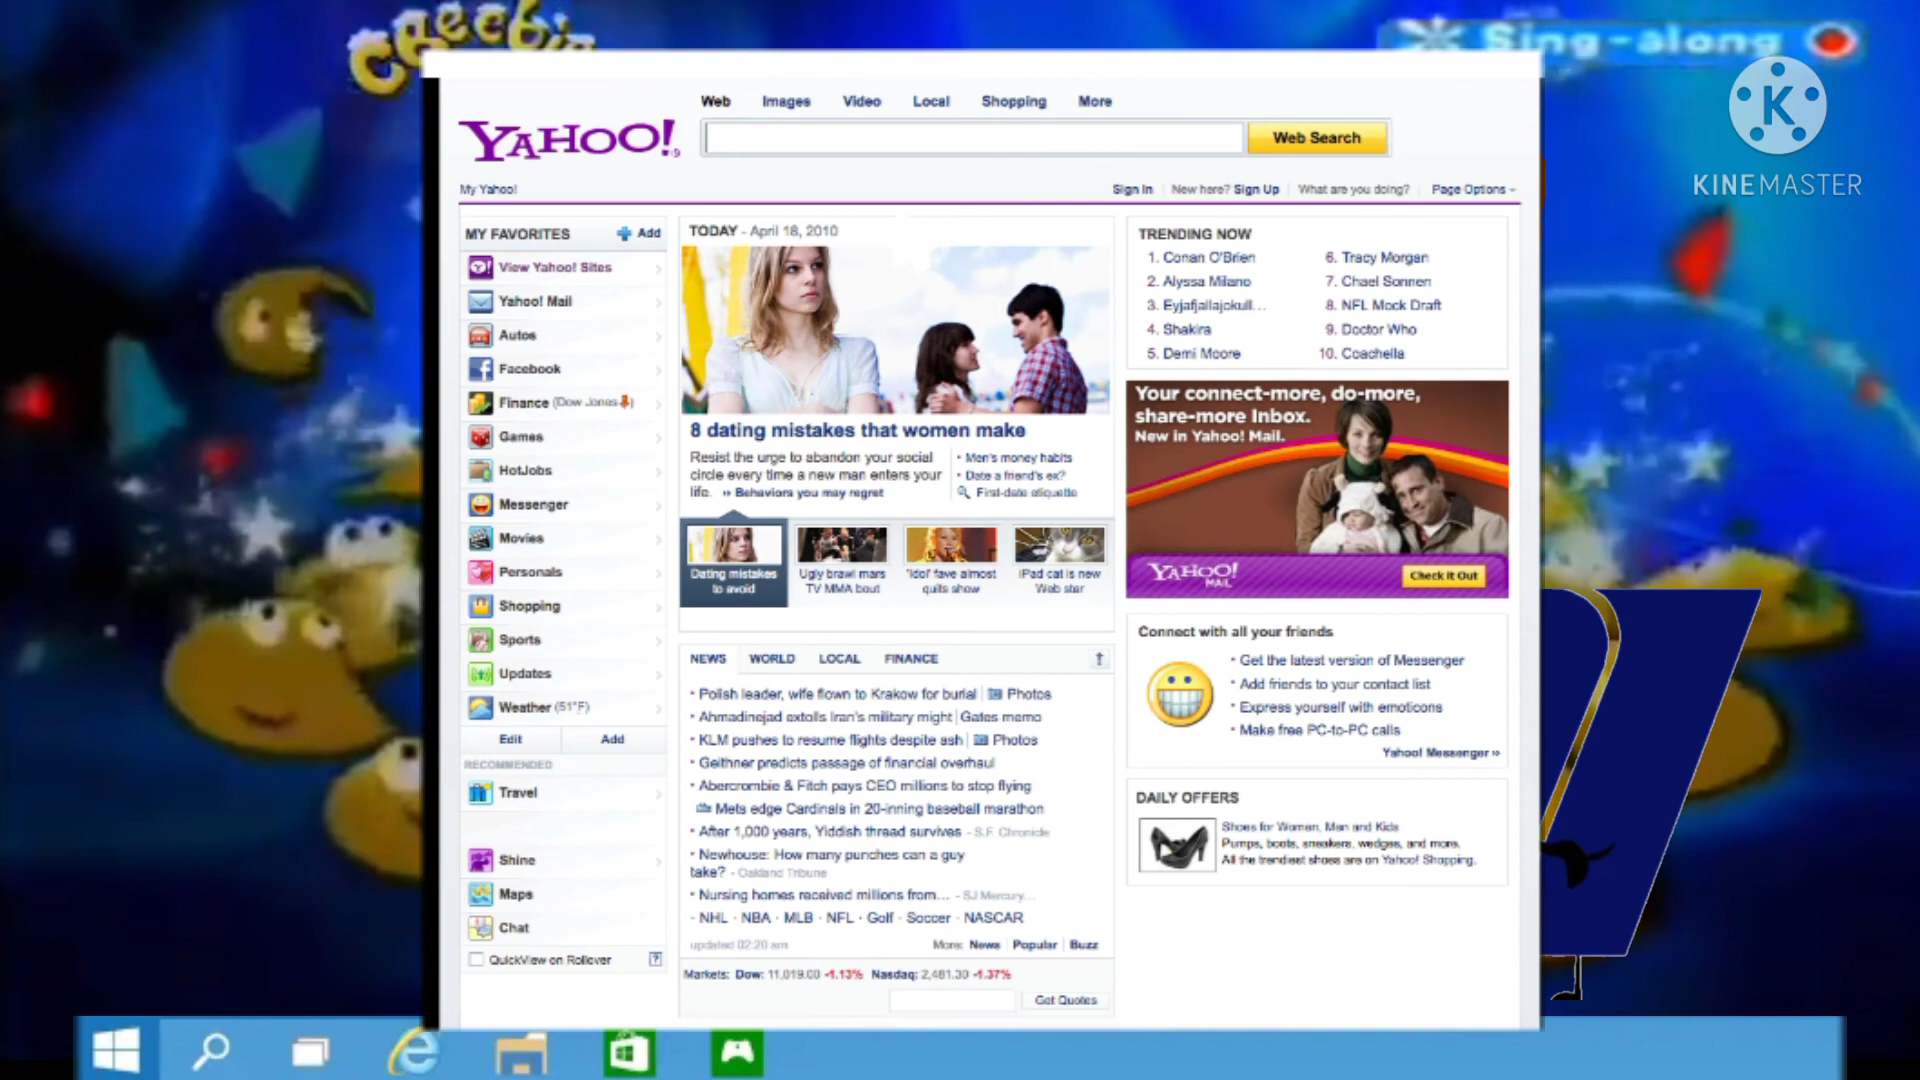 Sing-along
KINEMASTER
Web Images Video Local Shopping More
YAHOO!
Web Search
My Yahoo!
Sign In | New here? Sign Up | What are you doing? | Page Options
MY FAVORITES Add
View Yahoo! Sites
Yahoo! Mail
Autos
Facebook
Finance (Dow Jones)
Games
HotJobs
Messenger
Movies
Personals
Shopping
Sports
Updates
Weather (51°F)
Edit Add
RECOMMENDED
Travel
Shine
Maps
Chat
QuickView on Rollover ?
TODAY - April 18, 2010
8 dating mistakes that women make
Resist the urge to abandon your social
circle every time a new man enters your
life. » Behaviors you may regret
• Men's money habits
• Date a friend's ex?
First-date etiquette
Dating mistakes
to avoid
Ugly brawl mars
TV MMA bout
'Idol' fave almost
quits show
iPad cat is new
Web star
NEWS WORLD LOCAL FINANCE
• Polish leader, wife flown to Krakow for burial | Photos
• Ahmadinejad extolls Iran's military might | Gates memo
• KLM pushes to resume flights despite ash | Photos
• Geithner predicts passage of financial overhaul
• Abercrombie & Fitch pays CEO millions to stop flying
Mets edge Cardinals in 20-inning baseball marathon
• After 1,000 years, Yiddish thread survives - S.F. Chronicle
• Newhouse: How many punches can a guy
take? - Oakland Tribune
• Nursing homes received millions from... - SJ Mercury...
- NHL · NBA · MLB · NFL · Golf · Soccer · NASCAR
updated 02:20 am More: News | Popular | Buzz
Markets: Dow: 11,019.00 -1.13% Nasdaq: 2,481.30 -1.37%
Get Quotes
TRENDING NOW
1. Conan O'Brien
2. Alyssa Milano
3. Eyjafjallajokull...
4. Shakira
5. Demi Moore
6. Tracy Morgan
7. Chael Sonnen
8. NFL Mock Draft
9. Doctor Who
10. Coachella
Your connect-more, do-more,
share-more Inbox.
New in Yahoo! Mail.
YAHOO!
MAIL
Check It Out
Connect with all your friends
• Get the latest version of Messenger
• Add friends to your contact list
• Express yourself with emoticons
• Make free PC-to-PC calls
Yahoo! Messenger »
DAILY OFFERS
Shoes for Women, Men and Kids
Pumps, boots, sneakers, wedges, and more.
All the trendiest shoes are on Yahoo! Shopping.